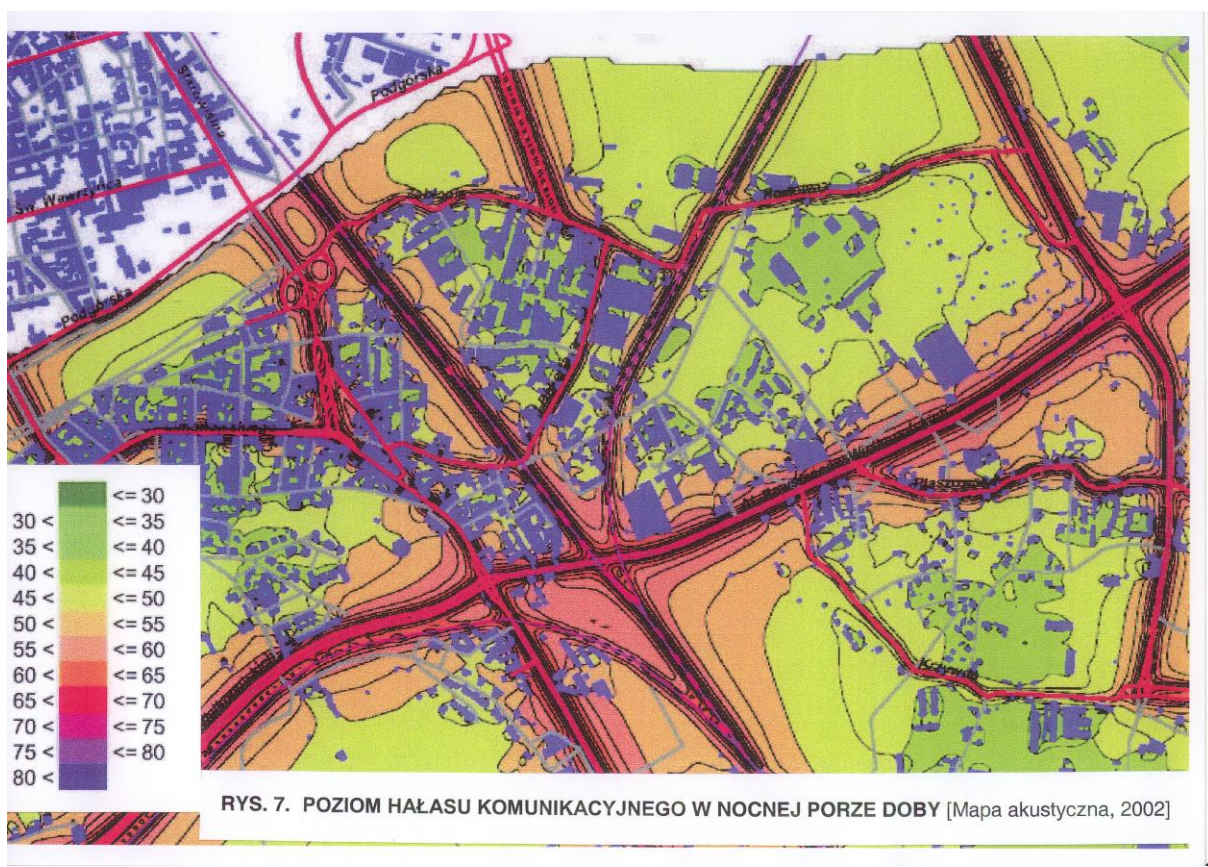 Starowiślna
Podgórska
Św. Wawrzyńca
Podgórska
Krzywda
<= 30
30 < <= 35
35 < <= 40
40 < <= 45
45 < <= 50
50 < <= 55
55 < <= 60
60 < <= 65
65 < <= 70
70 < <= 75
75 < <= 80
80 <
RYS. 7. POZIOM HAŁASU KOMUNIKACYJNEGO W NOCNEJ PORZE DOBY [Mapa akustyczna, 2002]